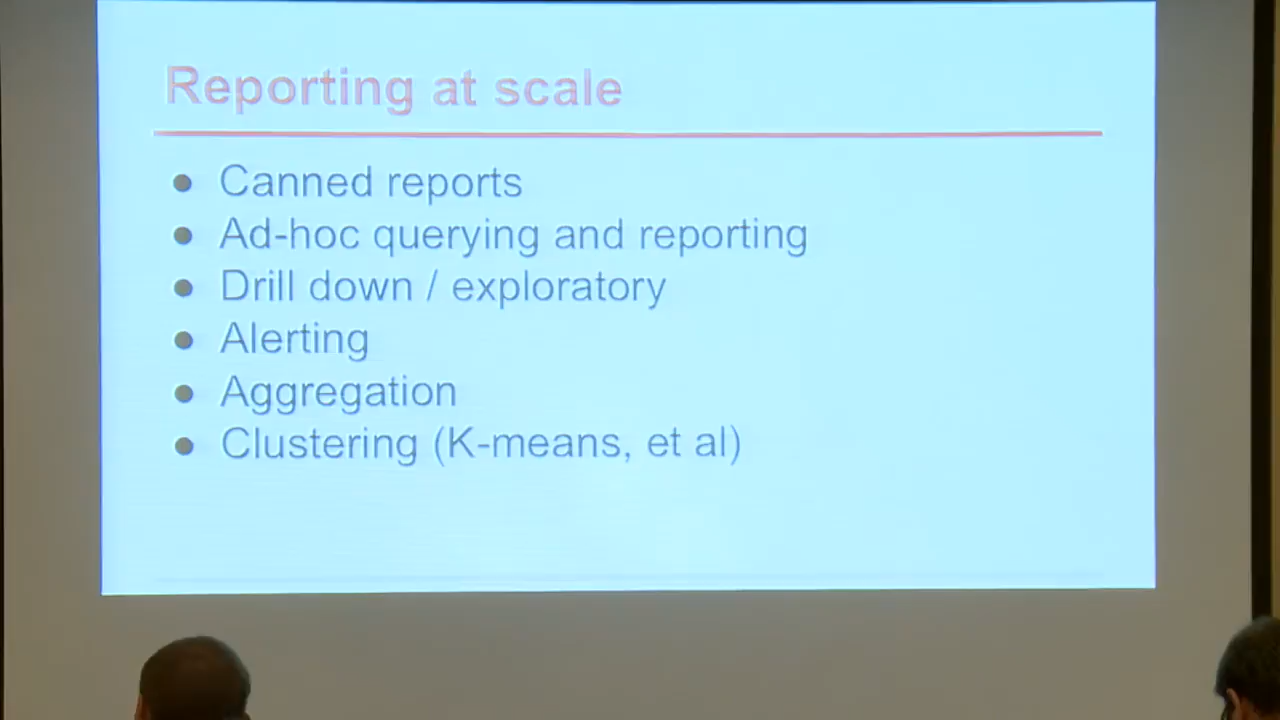 Reporting at scale
● Canned reports
● Ad-hoc querying and reporting
● Drill down / exploratory
● Alerting
● Aggregation
● Clustering (K-means, et al)